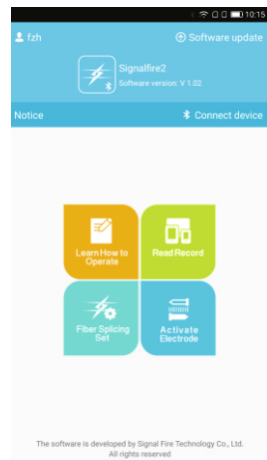 10:15
fzh
Software update
Signalfire2
Software version: V 1.02
Notice
Connect device
Learn How to
Operate
Read Record
Fiber Splicing
Set
Activate
Electrode
The software is developed by Signal Fire Technology Co., Ltd.
All rights reserved